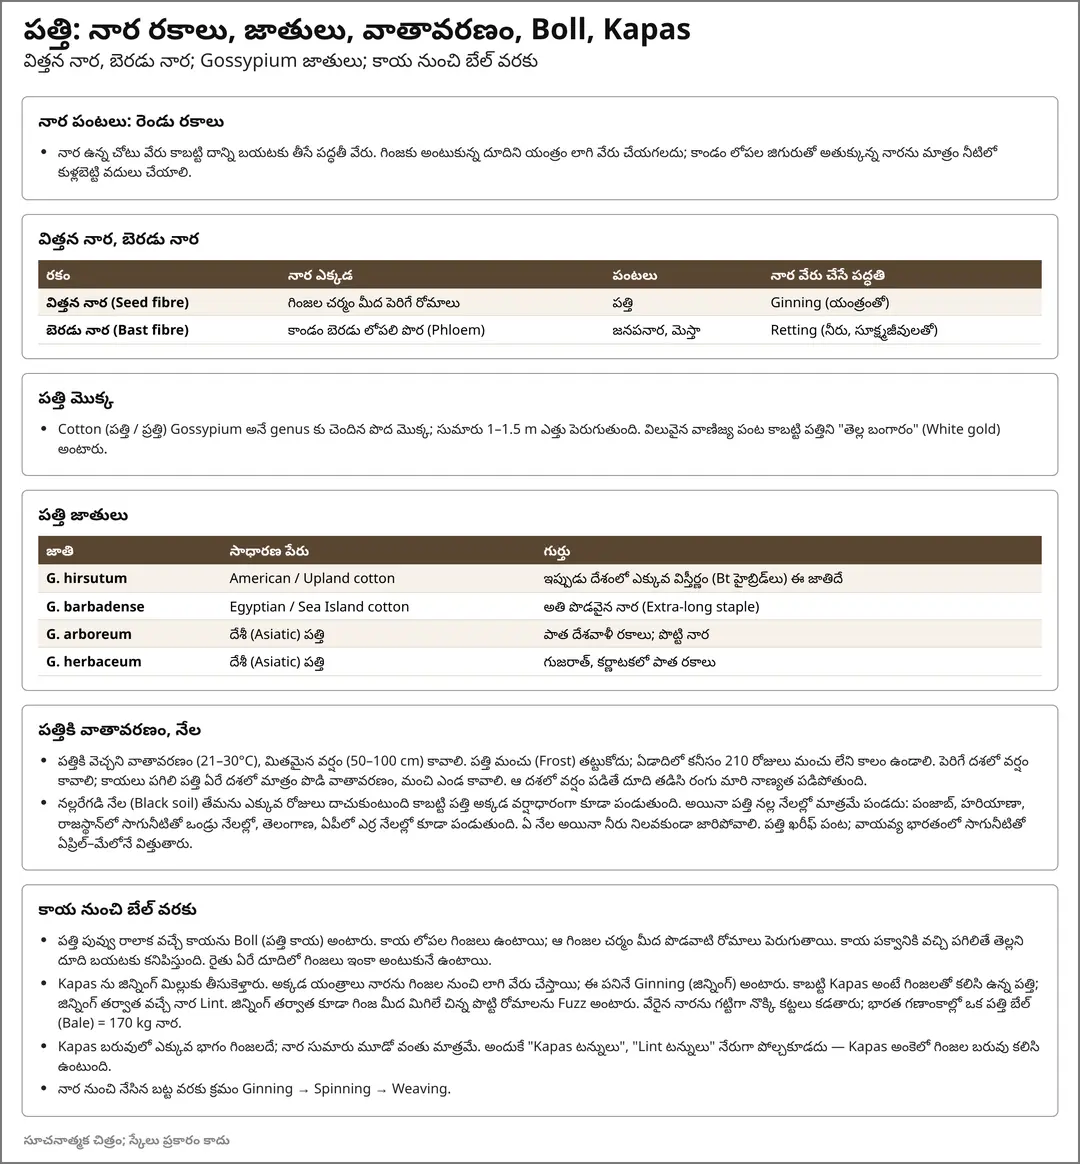 పత్తి: నార రకాలు, జాతులు, వాతావరణం, Boll, Kapas
విత్తన నార, బెరడు నార; Gossypium జాతులు; కాయ నుంచి బేల్ వరకు
నార పంటలు: రెండు రకాలు
• నార ఉన్న చోటు వేరు కాబట్టి దాన్ని బయటకు తీసే పద్ధతీ వేరు. గింజకు అంటుకున్న దూదిని యంత్రం లాగి వేరు చేయగలదు; కాండం లోపల జిగురుతో అతుక్కున్న నారను మాత్రం నీటిలో
కుళ్లబెట్టి వదులు చేయాలి.
విత్తన నార, బెరడు నార
రకం నార ఎక్కడ పంటలు నార వేరు చేసే పద్ధతి
విత్తన నార (Seed fibre) గింజల చర్మం మీద పెరిగే రోమాలు పత్తి Ginning (యంత్రంతో)
బెరడు నార (Bast fibre) కాండం బెరడు లోపలి పొర (Phloem) జనపనార, మెస్తా Retting (నీరు, సూక్ష్మజీవులతో)
పత్తి మొక్క
• Cotton (పత్తి / ప్రత్తి) Gossypium అనే genus కు చెందిన పొద మొక్క; సుమారు 1–1.5 m ఎత్తు పెరుగుతుంది. విలువైన వాణిజ్య పంట కాబట్టి పత్తిని "తెల్ల బంగారం" (White gold)
అంటారు.
పత్తి జాతులు
జాతి సాధారణ పేరు గుర్తు
G. hirsutum American / Upland cotton ఇప్పుడు దేశంలో ఎక్కువ విస్తీర్ణం (Bt హైబ్రిడ్‌లు) ఈ జాతిదే
G. barbadense Egyptian / Sea Island cotton అతి పొడవైన నార (Extra-long staple)
G. arboreum దేశీ (Asiatic) పత్తి పాత దేశవాళీ రకాలు; పొట్టి నార
G. herbaceum దేశీ (Asiatic) పత్తి గుజరాత్, కర్ణాటకలో పాత రకాలు
పత్తికి వాతావరణం, నేల
• పత్తికి వెచ్చని వాతావరణం (21–30°C), మితమైన వర్షం (50–100 cm) కావాలి. పత్తి మంచు (Frost) తట్టుకోదు; ఏడాదిలో కనీసం 210 రోజులు మంచు లేని కాలం ఉండాలి. పెరిగే దశలో వర్షం
కావాలి; కాయలు పగిలి పత్తి ఏరే దశలో మాత్రం పొడి వాతావరణం, మంచి ఎండ కావాలి. ఆ దశలో వర్షం పడితే దూది తడిసి రంగు మారి నాణ్యత పడిపోతుంది.
• నల్లరేగడి నేల (Black soil) తేమను ఎక్కువ రోజులు దాచుకుంటుంది కాబట్టి పత్తి అక్కడ వర్షాధారంగా కూడా పండుతుంది. అయినా పత్తి నల్ల నేలల్లో మాత్రమే పండదు: పంజాబ్, హరియాణా,
రాజస్థాన్‌లో సాగునీటితో ఒండ్రు నేలల్లో, తెలంగాణ, ఏపీలో ఎర్ర నేలల్లో కూడా పండుతుంది. ఏ నేల అయినా నీరు నిలవకుండా జారిపోవాలి. పత్తి ఖరీఫ్ పంట; వాయవ్య భారతంలో సాగునీటితో
ఏప్రిల్–మేలోనే విత్తుతారు.
కాయ నుంచి బేల్ వరకు
• పత్తి పువ్వు రాలాక వచ్చే కాయను Boll (పత్తి కాయ) అంటారు. కాయ లోపల గింజలు ఉంటాయి; ఆ గింజల చర్మం మీద పొడవాటి రోమాలు పెరుగుతాయి. కాయ పక్వానికి వచ్చి పగిలితే తెల్లని
దూది బయటకు కనిపిస్తుంది. రైతు ఏరే దూదిలో గింజలు ఇంకా అంటుకునే ఉంటాయి.
• Kapas ను జిన్నింగ్ మిల్లుకు తీసుకెళ్తారు. అక్కడ యంత్రాలు నారను గింజల నుంచి లాగి వేరు చేస్తాయి; ఈ పనినే Ginning (జిన్నింగ్) అంటారు. కాబట్టి Kapas అంటే గింజలతో కలిసి ఉన్న పత్తి;
జిన్నింగ్ తర్వాత వచ్చే నార Lint. జిన్నింగ్ తర్వాత కూడా గింజ మీద మిగిలే చిన్న పొట్టి రోమాలను Fuzz అంటారు. వేరైన నారను గట్టిగా నొక్కి కట్టలు కడతారు; భారత గణాంకాల్లో ఒక పత్తి బేల్
(Bale) = 170 kg నార.
• Kapas బరువులో ఎక్కువ భాగం గింజలదే; నార సుమారు మూడో వంతు మాత్రమే. అందుకే "Kapas టన్నులు", "Lint టన్నులు" నేరుగా పోల్చకూడదు — Kapas అంకెలో గింజల బరువు కలిసి
ఉంటుంది.
• నార నుంచి నేసిన బట్ట వరకు క్రమం Ginning → Spinning → Weaving.
సూచనాత్మక చిత్రం; స్కేలు ప్రకారం కాదు